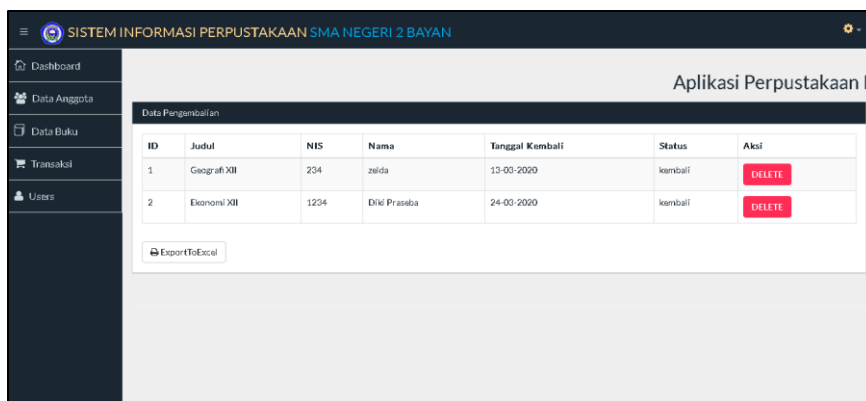 SISTEM INFORMASI PERPUSTAKAAN SMA NEGERI 2 BAYAN
Dashboard
Data Anggota
Data Buku
Transaksi
Users
Aplikasi Perpustakaan
Data Pengembalian
ID Judul NIS Nama Tanggal Kembali Status Aksi
1 Geografi XII 234 zelda 13-03-2020 kembali DELETE
2 Ekonomi XII 1234 Diki Praseba 24-03-2020 kembali DELETE
ExportToExcel